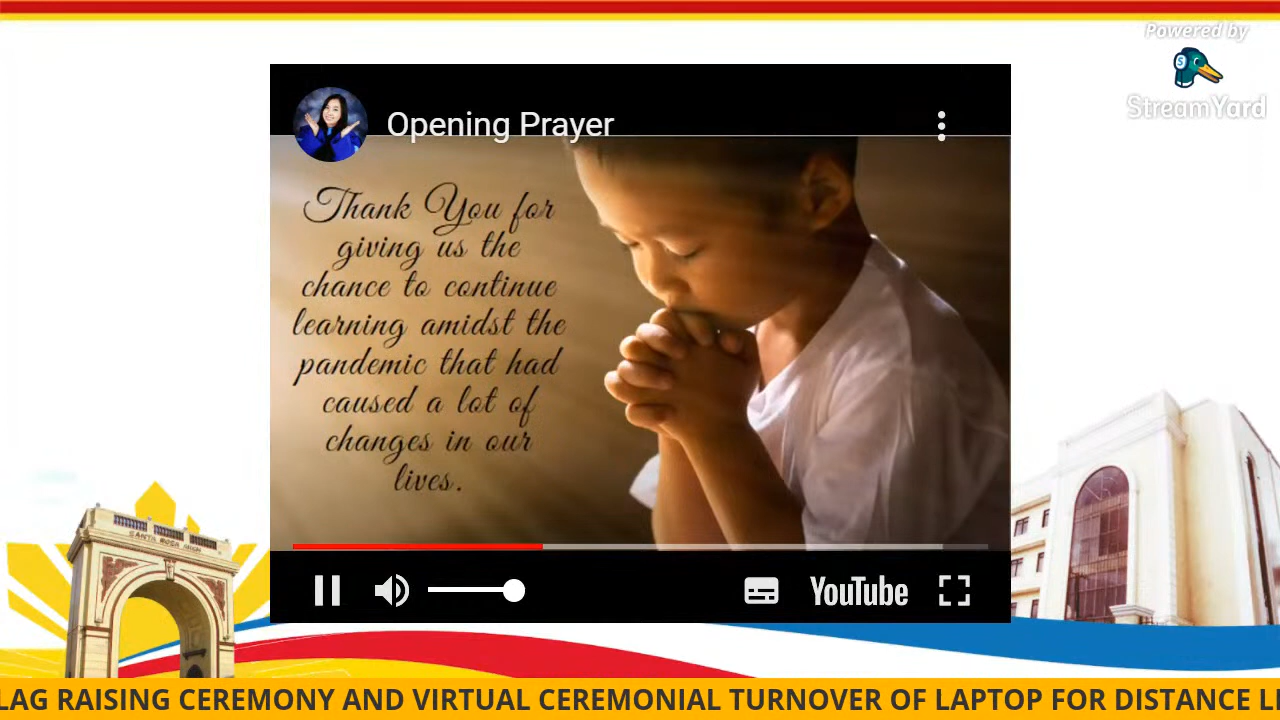 Powered by
StreamYard
Opening Prayer
Thank You for
giving us the
chance to continue
learning amidst the
pandemic that had
caused a lot of
changes in our
lives.
YouTube
SANTA ROSA
LAG RAISING CEREMONY AND VIRTUAL CEREMONIAL TURNOVER OF LAPTOP FOR DISTANCE L